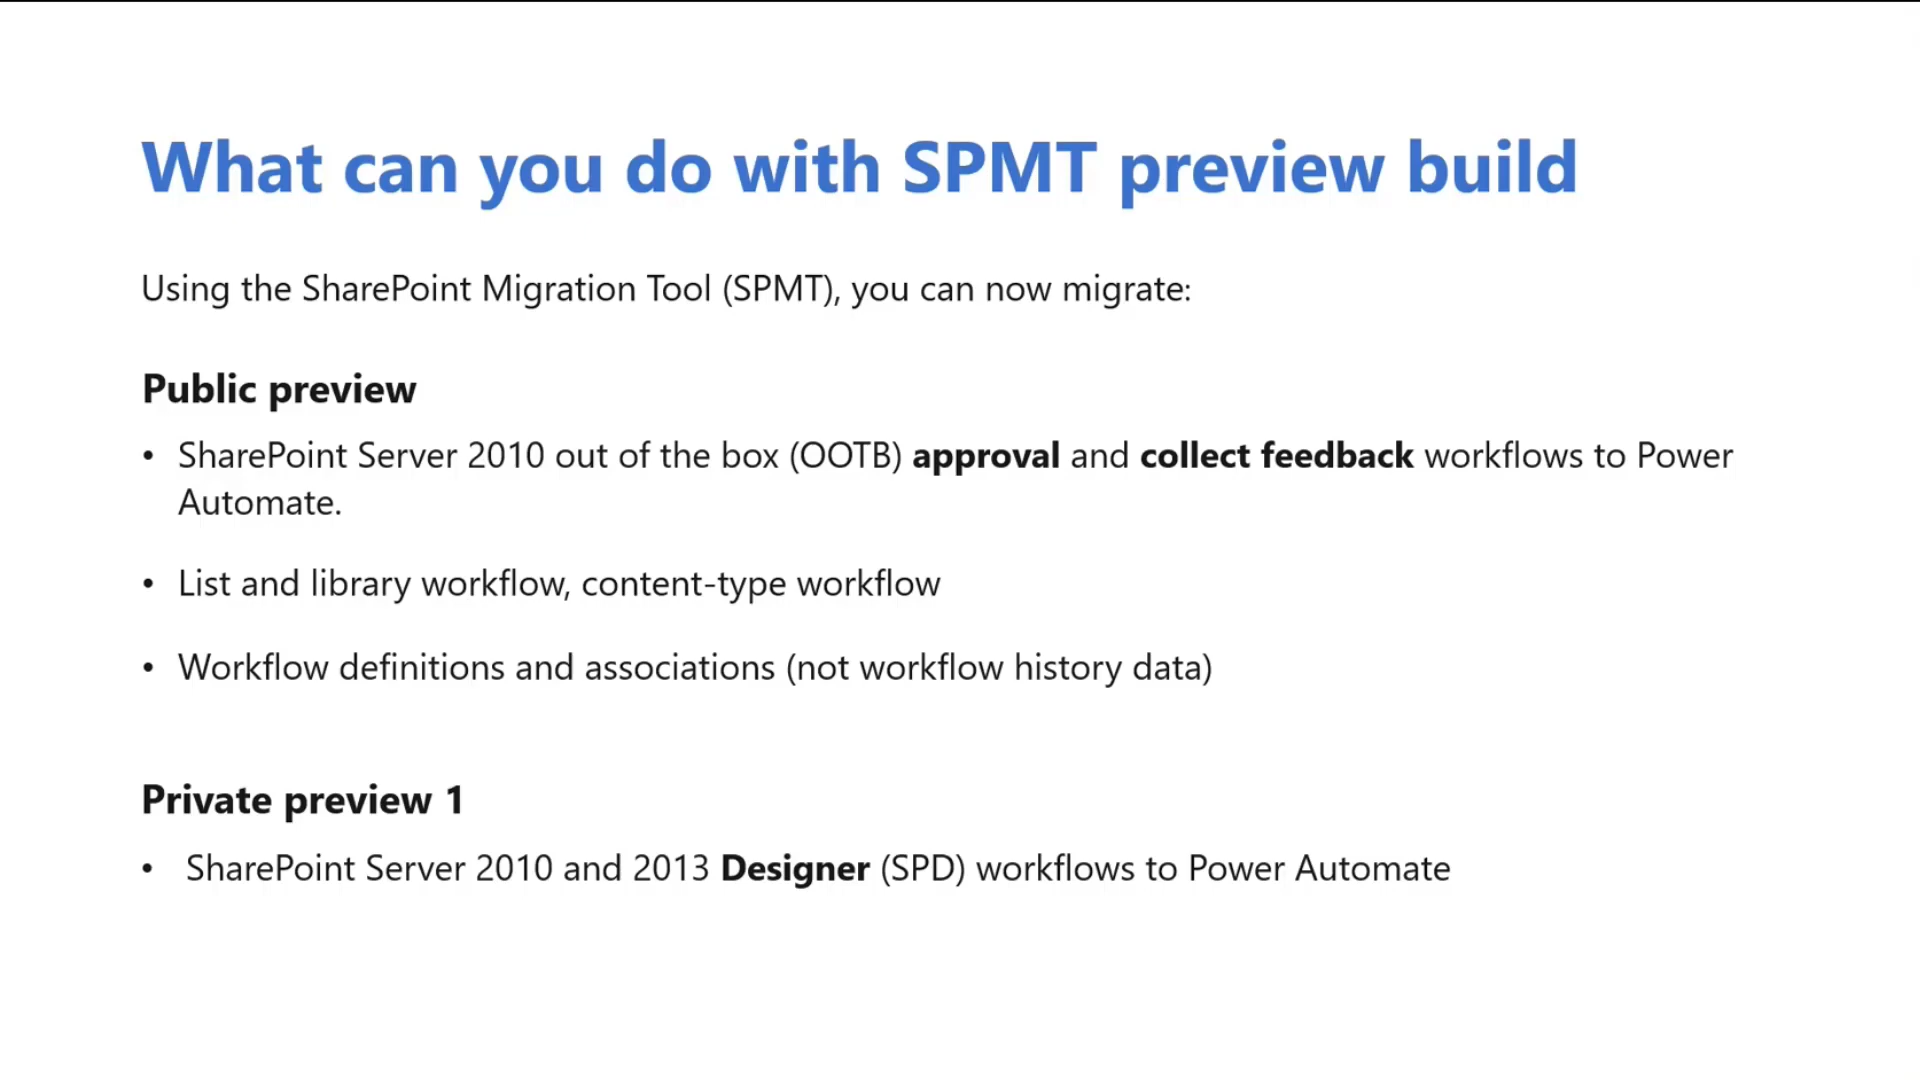 What can you do with SPMT preview build
Using the SharePoint Migration Tool (SPMT), you can now migrate:
Public preview
• SharePoint Server 2010 out of the box (OOTB) approval and collect feedback workflows to Power
Automate.
• List and library workflow, content-type workflow
• Workflow definitions and associations (not workflow history data)
Private preview 1
• SharePoint Server 2010 and 2013 Designer (SPD) workflows to Power Automate